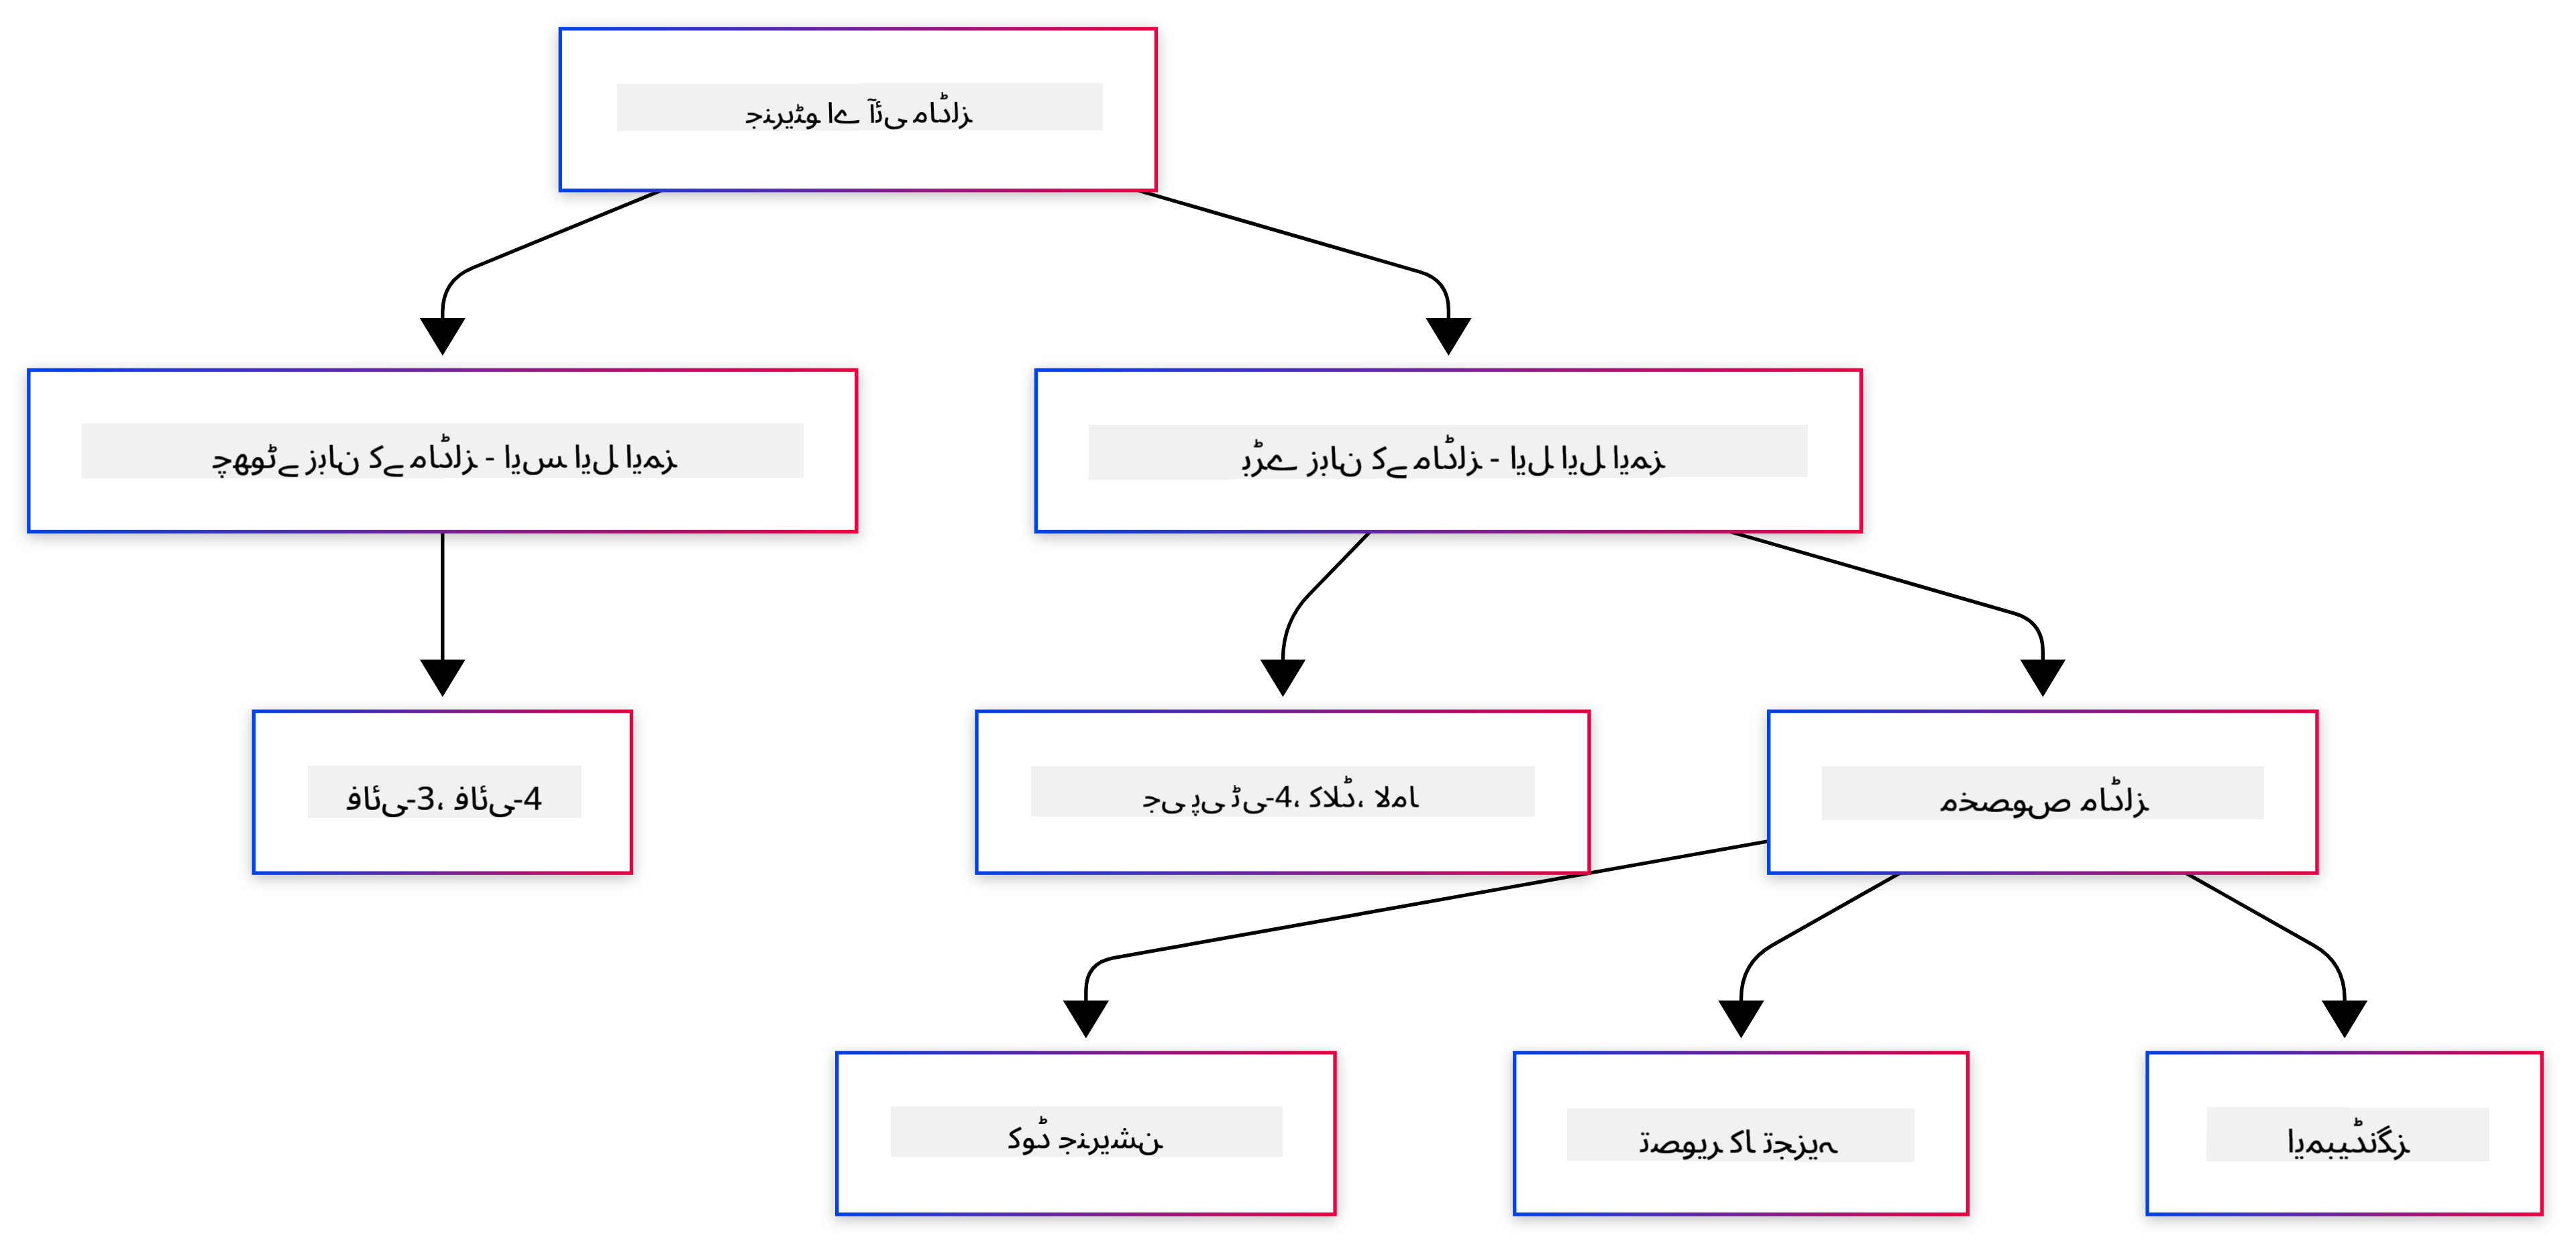 جنریٹو اے آئی ماڈلز
چھوٹے زبان کے ماڈلز - ایس ایل ایمز
بڑے زبان کے ماڈلز - ایل ایل ایمز
فائی-3، فائی-4
جی پی ٹی-4، کلاڈ، لاما
مخصوص ماڈلز
کوڈ جنریشن
تصویر کا تجزیہ
ایمبیڈنگز